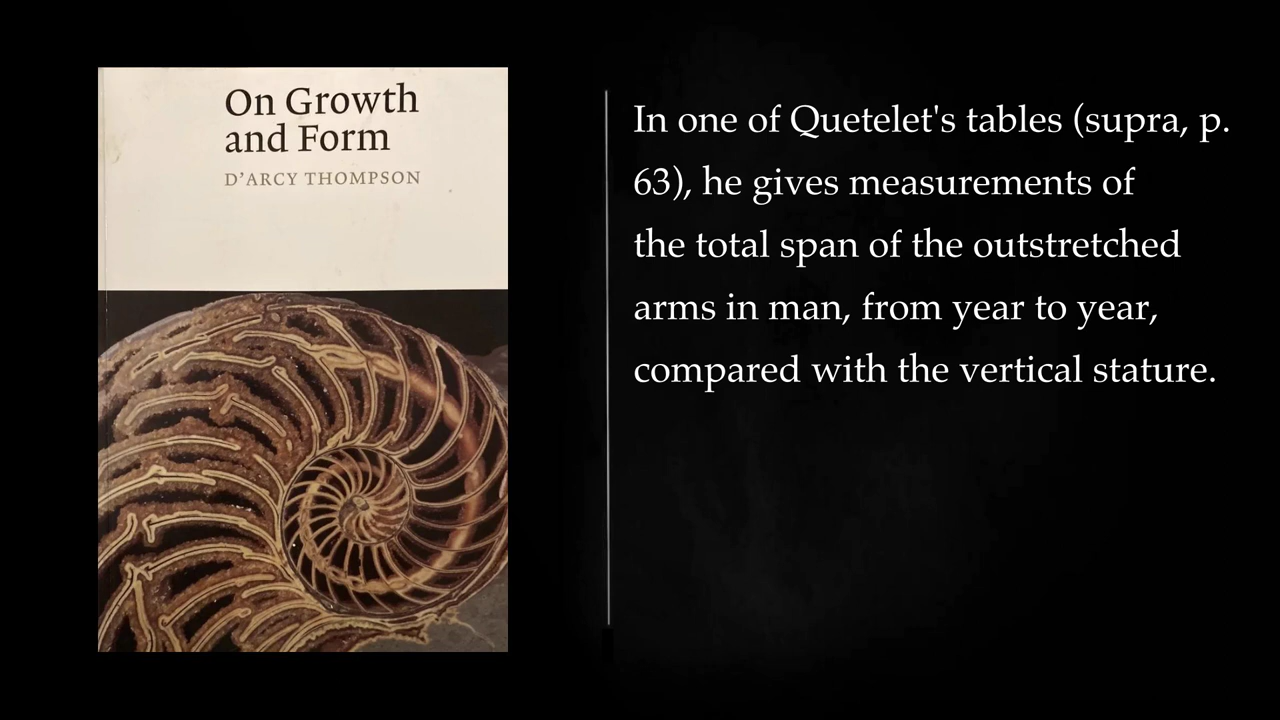 On Growth
and Form
D'ARCY THOMPSON
In one of Quetelet's tables (supra, p.
63), he gives measurements of
the total span of the outstretched
arms in man, from year to year,
compared with the vertical stature.